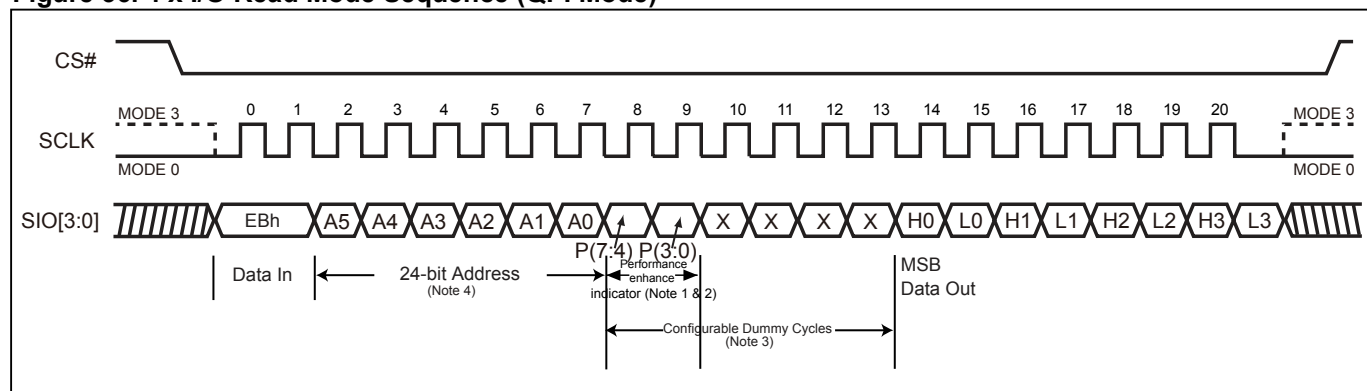 Figure 36. 4 x I/O Read Mode Sequence (QPI Mode)
CS#
MODE 3
0 1 2 3 4 5 6 7 8 9 10 11 12 13 14 15 16 17 18 19 20
MODE 3
SCLK
MODE 0
MODE 0
SIO[3:0]
EBh A5 A4 A3 A2 A1 A0 X X X X H0 L0 H1 L1 H2 L2 H3 L3
P(7:4) P(3:0)
Data In
24-bit Address
(Note 4)
Performance
enhance
indicator (Note 1 & 2)
MSB
Data Out
Configurable Dummy Cycles
(Note 3)